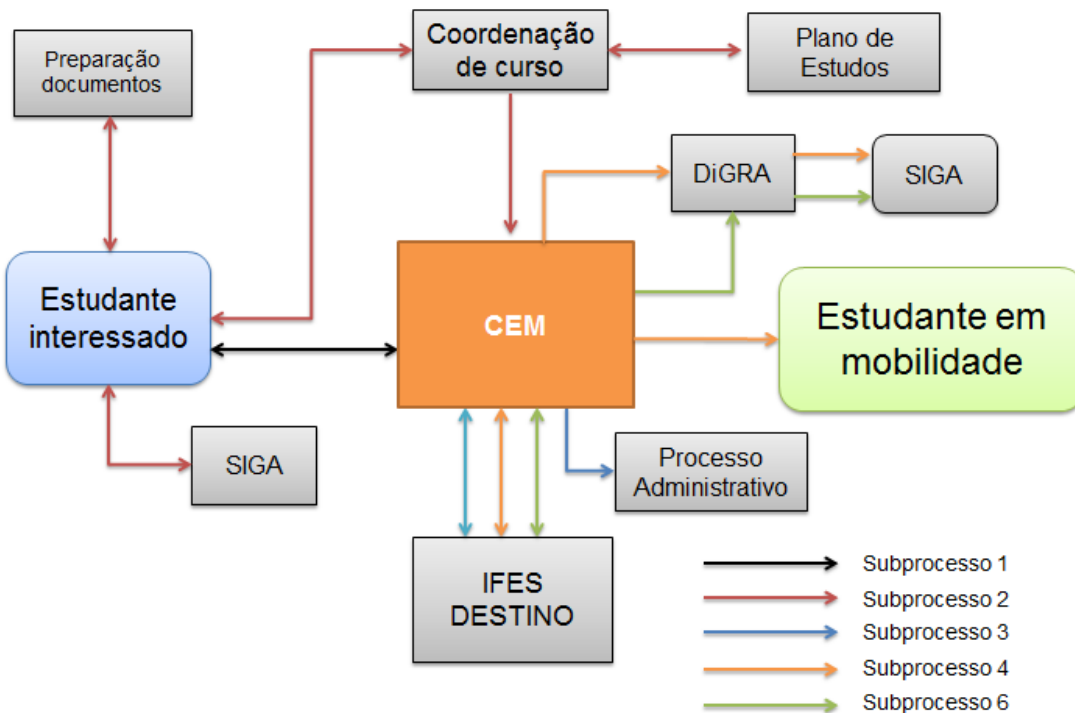 Preparação
documentos
Coordenação
de curso
Plano de
Estudos
DiGRA
SIGA
Estudante
interessado
CEM
Estudante em
mobilidade
SIGA
Processo
Administrativo
IFES
DESTINO
Subprocesso 1
Subprocesso 2
Subprocesso 3
Subprocesso 4
Subprocesso 6